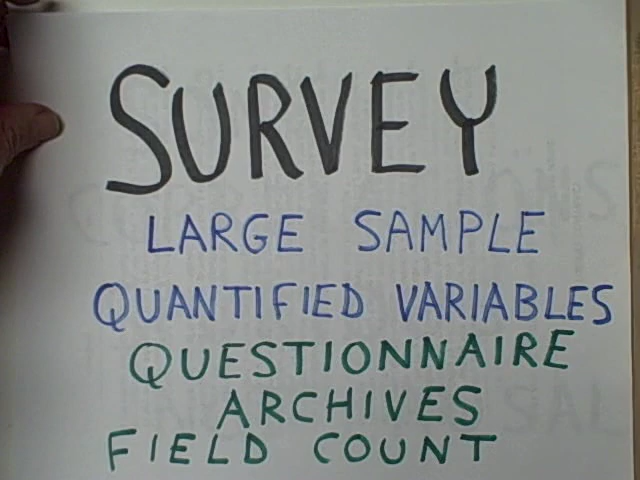 SURVEY
LARGE SAMPLE
QUANTIFIED VARIABLES
QUESTIONNAIRE
ARCHIVES
FIELD COUNT